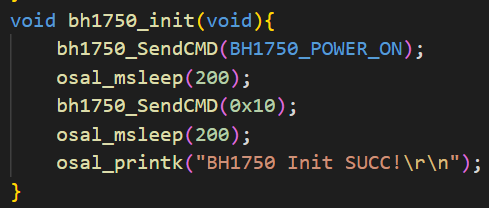 void bh1750_init(void){
    bh1750_SendCMD(BH1750_POWER_ON);
    osal_msleep(200);
    bh1750_SendCMD(0x10);
    osal_msleep(200);
    osal_printk("BH1750 Init SUCC!\r\n");
}